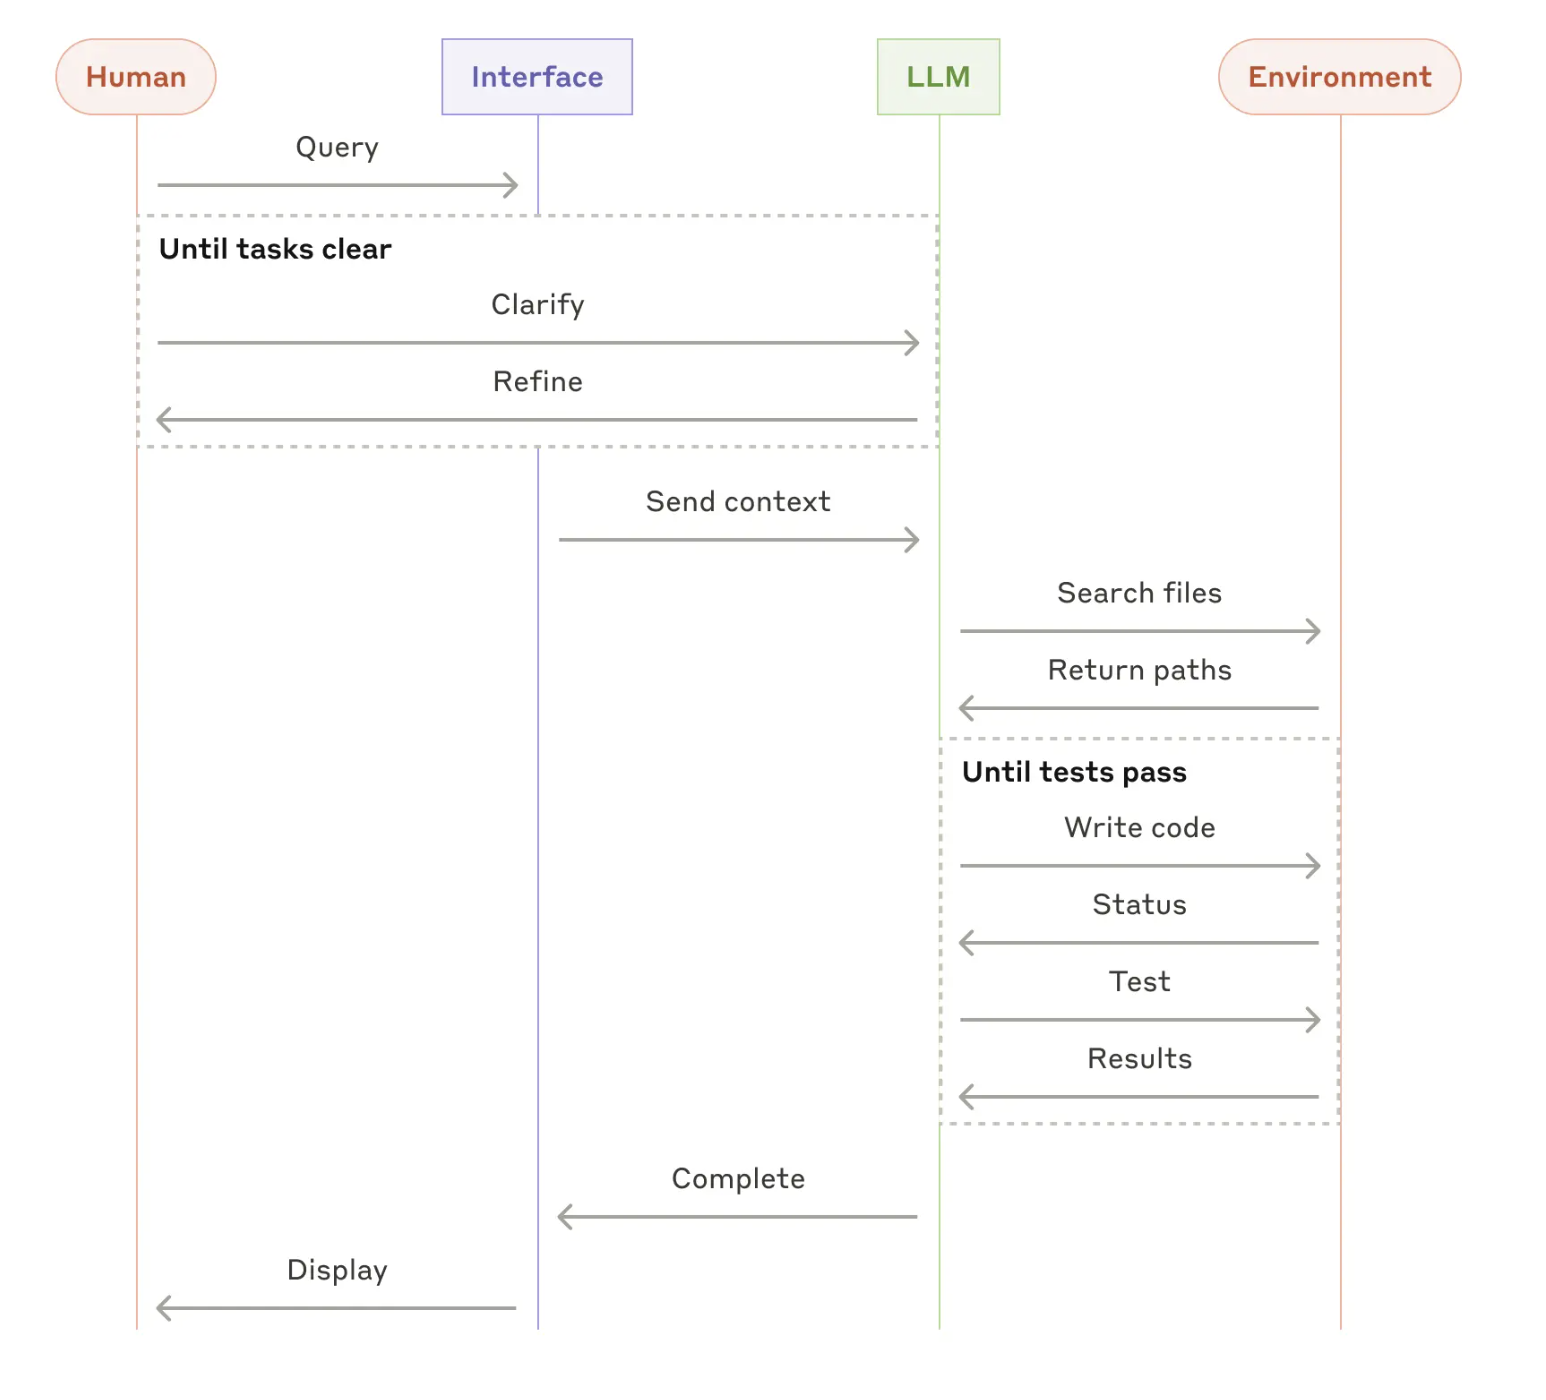 Human
Interface
LLM
Environment
Query
Until tasks clear
Clarify
Refine
Send context
Search files
Return paths
Until tests pass
Write code
Status
Test
Results
Complete
Display